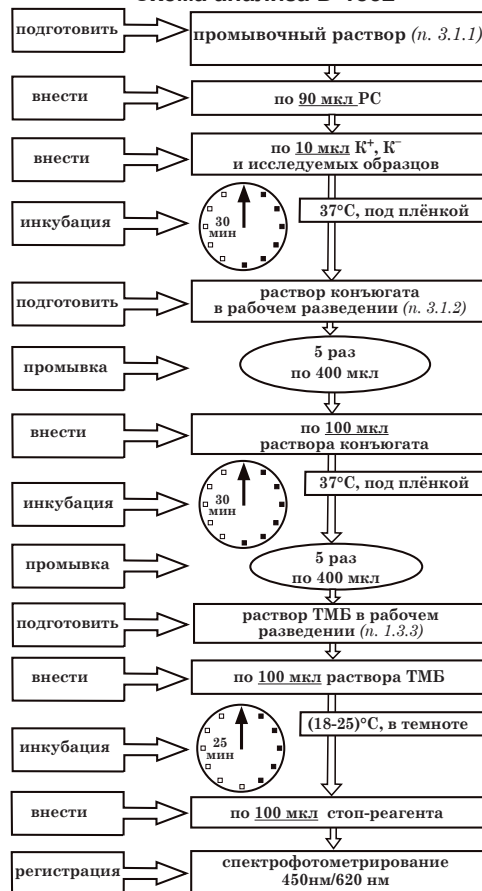 подготовить
промывочный раствор (п. 3.1.1)
внести
по 90 мкл РС
внести
по 10 мкл К⁺, К⁻
и исследуемых образцов
инкубация
30
мин
37°С, под плёнкой
подготовить
раствор конъюгата
в рабочем разведении (п. 3.1.2)
промывка
5 раз
по 400 мкл
внести
по 100 мкл
раствора конъюгата
инкубация
30
мин
37°С, под плёнкой
промывка
5 раз
по 400 мкл
подготовить
раствор ТМБ в рабочем
разведении (п. 1.3.3)
внести
по 100 мкл раствора ТМБ
инкубация
25
мин
(18-25)°С, в темноте
внести
по 100 мкл стоп-реагента
регистрация
спектрофотометрирование
450нм/620 нм